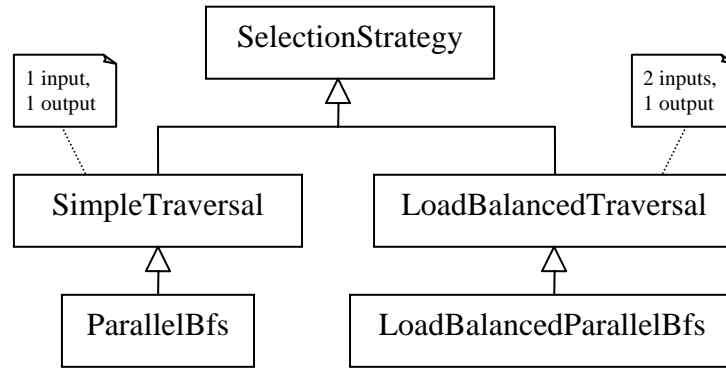 SelectionStrategy
1 input,
1 output
2 inputs,
1 output
SimpleTraversal
LoadBalancedTraversal
ParallelBfs
LoadBalancedParallelBfs